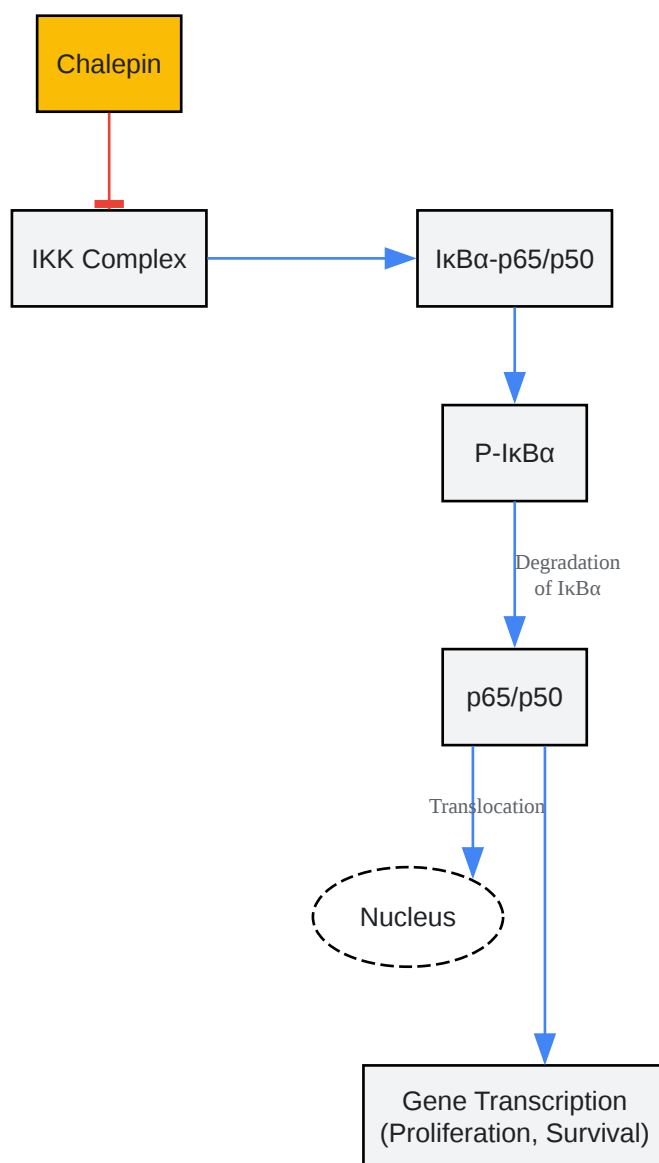 Chalepin
IKK Complex
IκBα-p65/p50
P-IκBα
Degradation
of IκBα
p65/p50
Translocation
Nucleus
Gene Transcription
(Proliferation, Survival)